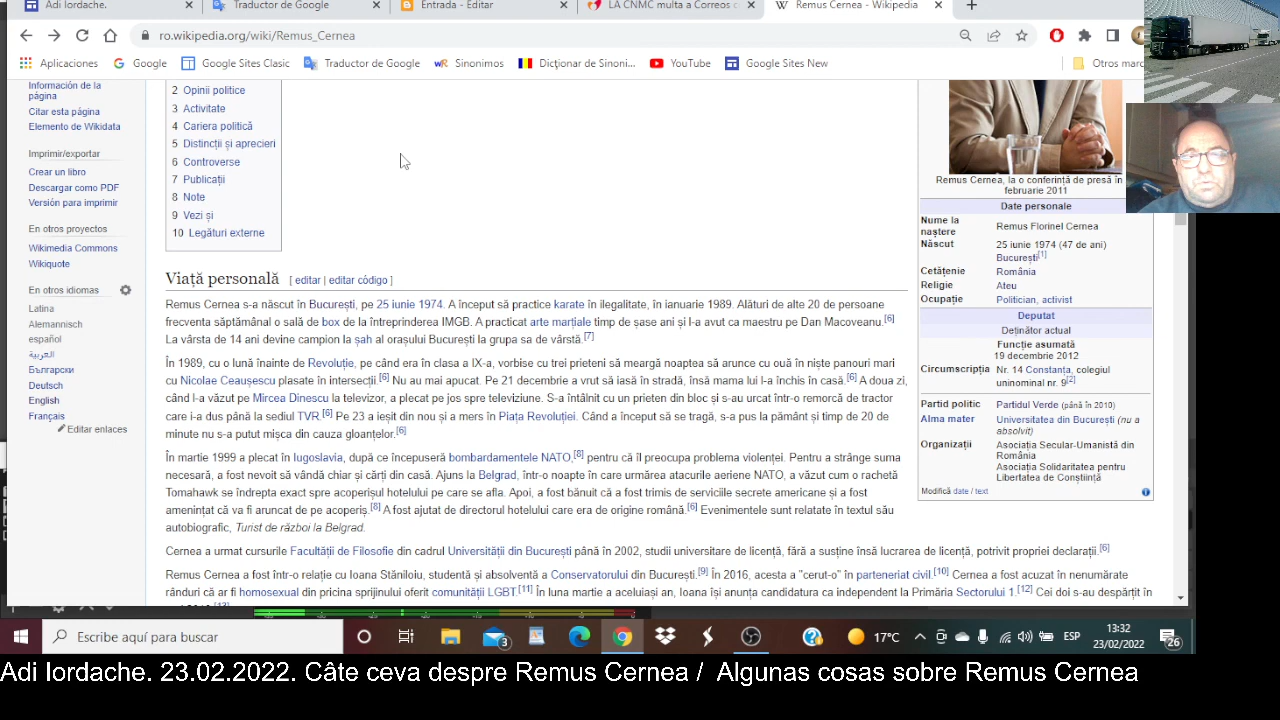 Adi Iordache.
Traductor de Google
Entrada - Editar
LA CNMC multa a Correos c
Remus Cernea - Wikipedia
ro.wikipedia.org/wiki/Remus_Cernea
Aplicaciones
Google
Google Sites Clasic
Traductor de Google
Sinonimos
Dicționar de Sinoni...
YouTube
Google Sites New
Otros marc
Información de la
página
Citar esta página
Elemento de Wikidata
Imprimir/exportar
Crear un libro
Descargar como PDF
Versión para imprimir
En otros proyectos
Wikimedia Commons
Wikiquote
En otros idiomas
Latina
Alemannisch
español
العربية
Български
Deutsch
English
Français
Editar enlaces
2 Opinii politice
3 Activitate
4 Cariera politică
5 Distincții și aprecieri
6 Controverse
7 Publicații
8 Note
9 Vezi și
10 Legături externe
Viață personală [ editar | editar código ]
Remus Cernea s-a născut în București, pe 25 iunie 1974. A început să practice karate în ilegalitate, în ianuarie 1989. Alături de alte 20 de persoane
frecventa săptămânal o sală de box de la întreprinderea IMGB. A practicat arte marțiale timp de șase ani și l-a avut ca maestru pe Dan Macoveanu.[6]
La vârsta de 14 ani devine campion la șah al orașului București la grupa sa de vârstă.[7]
În 1989, cu o lună înainte de Revoluție, pe când era în clasa a IX-a, vorbise cu trei prieteni să meargă noaptea să arunce cu ouă în niște panouri mari
cu Nicolae Ceaușescu plasate în intersecții.[6] Nu au mai apucat. Pe 21 decembrie a vrut să iasă în stradă, însă mama lui l-a închis în casă.[6] A doua zi,
când l-a văzut pe Mircea Dinescu la televizor, a plecat pe jos spre televiziune. S-a întâlnit cu un prieten din bloc și s-au urcat într-o remorcă de tractor
care i-a dus până la sediul TVR.[6] Pe 23 a ieșit din nou și a mers în Piața Revoluției. Când a început să se tragă, s-a pus la pământ și timp de 20 de
minute nu s-a putut mișca din cauza gloanțelor.[6]
În martie 1999 a plecat în Iugoslavia, după ce începuseră bombardamentele NATO,[8] pentru că îl preocupa problema violenței. Pentru a strânge suma
necesară, a fost nevoit să vândă chiar și cărți din casă. Ajuns la Belgrad, într-o noapte în care urmărea atacurile aeriene NATO, a văzut cum o rachetă
Tomahawk se îndrepta exact spre acoperișul hotelului pe care se afla. Apoi, a fost bănuit că a fost trimis de serviciile secrete americane și a fost
amenințat că va fi aruncat de pe acoperiș.[8] A fost ajutat de directorul hotelului care era de origine română.[6] Evenimentele sunt relatate în textul său
autobiografic, Turist de război la Belgrad.
Cernea a urmat cursurile Facultății de Filosofie din cadrul Universității din București până în 2002, studii universitare de licență, fără a susține însă lucrarea de licență, potrivit propriei declarații.[6]
Remus Cernea a fost într-o relație cu Ioana Stăniloiu, studentă și absolventă a Conservatorului din București.[9] În 2016, acesta a "cerut-o" în parteneriat civil.[10] Cernea a fost acuzat în nenumărate
rânduri că ar fi homosexual din pricina sprijinului oferit comunității LGBT.[11] În luna martie a aceluiași an, Ioana își anunța candidatura ca independent la Primăria Sectorului 1.[12] Cei doi s-au despărțit în
Remus Cernea, la o conferință de presă în
februarie 2011
Date personale
Nume la
naștere
Remus Florinel Cernea
Născut
25 iunie 1974 (47 de ani)
București[1]
Cetățenie România
Religie Ateu
Ocupație Politician, activist
Deputat
Deținător actual
Funcție asumată
19 decembrie 2012
Circumscripția Nr. 14 Constanța, colegiul
uninominal nr. 9[2]
Partid politic Partidul Verde (până în 2010)
Alma mater Universitatea din București (nu a
absolvit)
Organizații Asociația Secular-Umanistă din
România
Asociația Solidaritatea pentru
Libertatea de Conștiință
Modifică date / text
Escribe aquí para buscar
3
17°C
ESP
13:32
23/02/2022
26
Adi Iordache. 23.02.2022. Câte ceva despre Remus Cernea / Algunas cosas sobre Remus Cernea